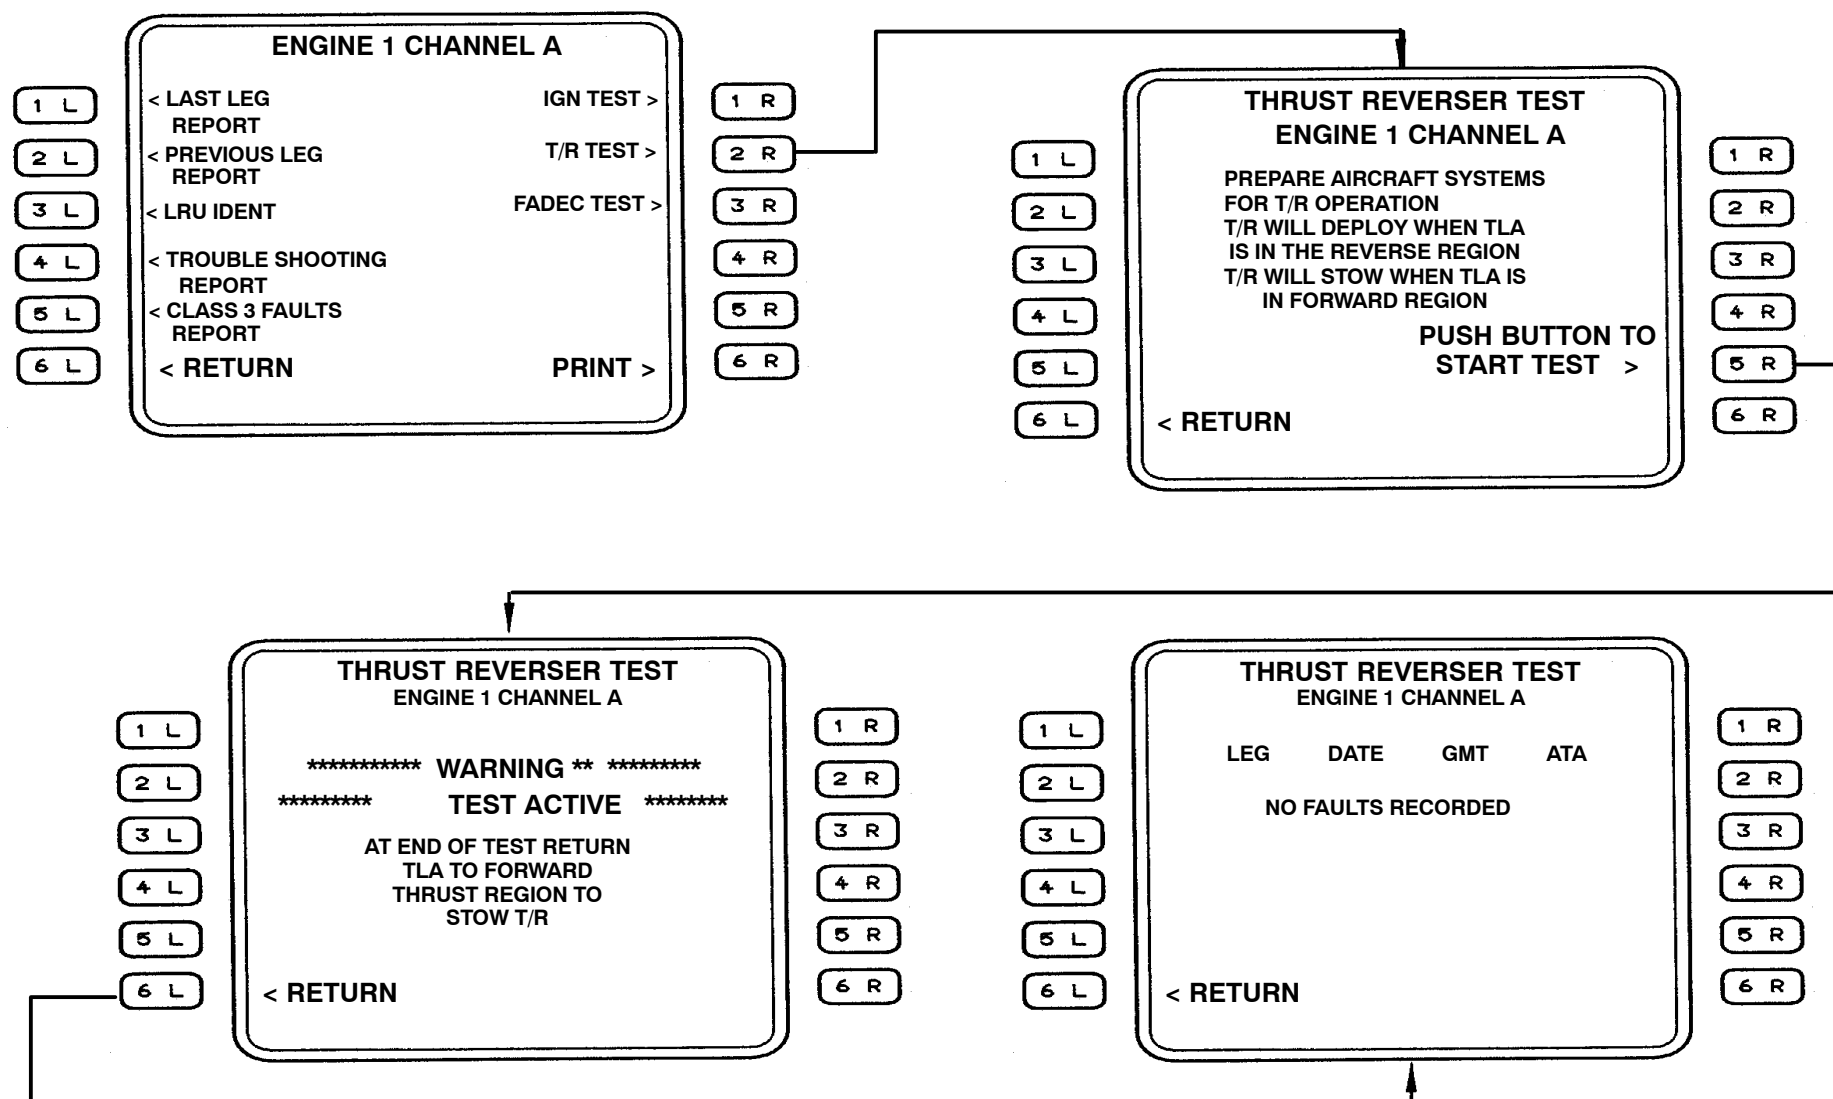 ENGINE 1 CHANNEL A
1 L < LAST LEG IGN TEST > 1 R
REPORT
2 L < PREVIOUS LEG T/R TEST > 2 R
REPORT
3 L < LRU IDENT FADEC TEST > 3 R
4 L < TROUBLE SHOOTING 4 R
REPORT
5 L < CLASS 3 FAULTS 5 R
REPORT
6 L < RETURN PRINT > 6 R
THRUST REVERSER TEST
ENGINE 1 CHANNEL A
1 L 1 R
PREPARE AIRCRAFT SYSTEMS
2 L FOR T/R OPERATION 2 R
T/R WILL DEPLOY WHEN TLA
IS IN THE REVERSE REGION
3 L T/R WILL STOW WHEN TLA IS 3 R
IN FORWARD REGION
4 L 4 R
PUSH BUTTON TO
5 L START TEST > 5 R
6 L < RETURN 6 R
THRUST REVERSER TEST
ENGINE 1 CHANNEL A
1 L 1 R
*********** WARNING ** *********
2 L 2 R
********* TEST ACTIVE ********
3 L AT END OF TEST RETURN 3 R
TLA TO FORWARD
4 L THRUST REGION TO 4 R
STOW T/R
5 L 5 R
6 L < RETURN 6 R
THRUST REVERSER TEST
ENGINE 1 CHANNEL A
1 L 1 R
LEG DATE GMT ATA
2 L 2 R
NO FAULTS RECORDED
3 L 3 R
4 L 4 R
5 L 5 R
6 L < RETURN 6 R